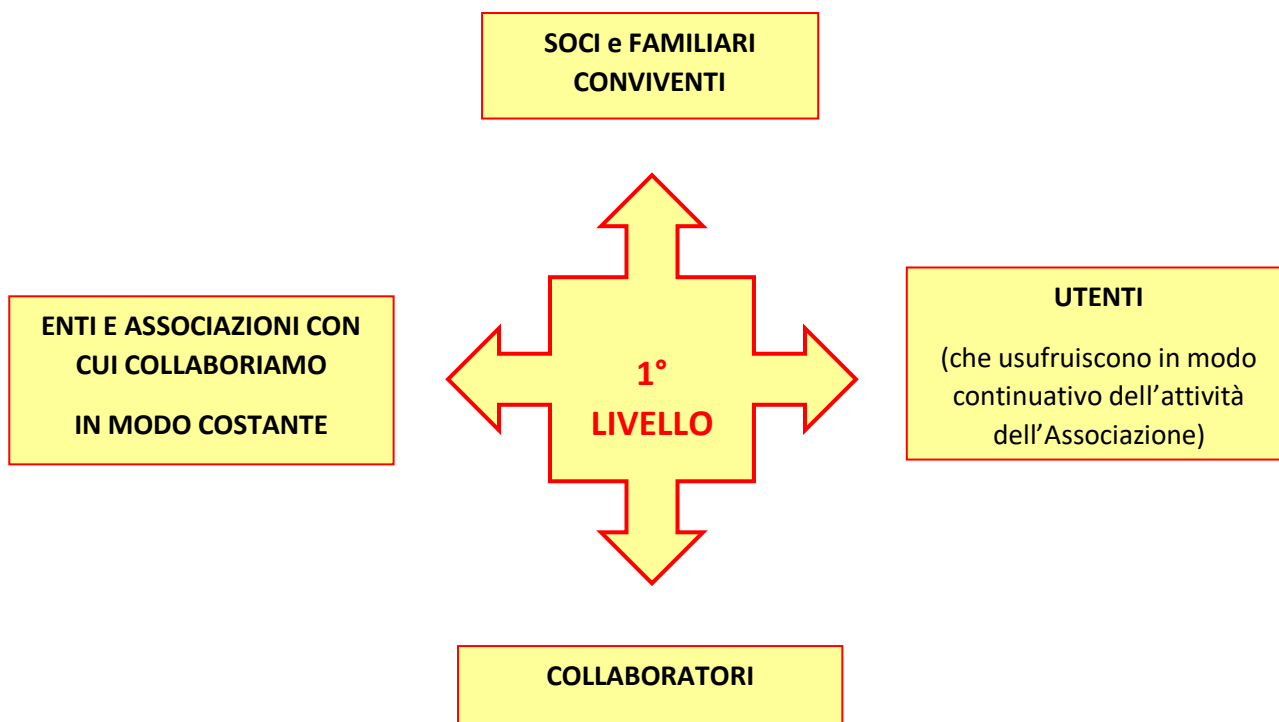 SOCI e FAMILIARI
CONVIVENTI
ENTI E ASSOCIAZIONI CON
CUI COLLABORIAMO
IN MODO COSTANTE
1°
LIVELLO
UTENTI
(che usufruiscono in modo
continuativo dell’attività
dell’Associazione)
COLLABORATORI